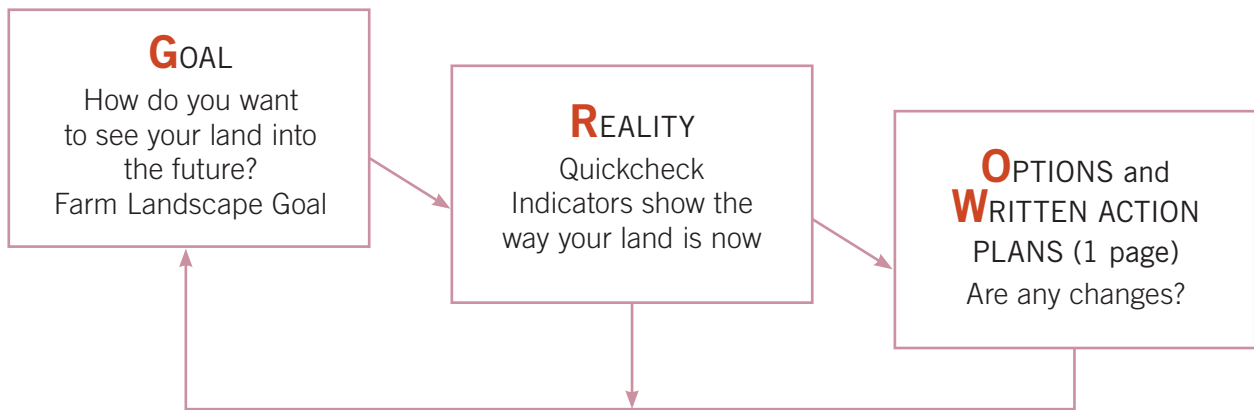 GOAL
How do you want
to see your land into
the future?
Farm Landscape Goal
REALITY
Quickcheck
Indicators show the
way your land is now
OPTIONS and
WRITTEN ACTION
PLANS (1 page)
Are any changes?